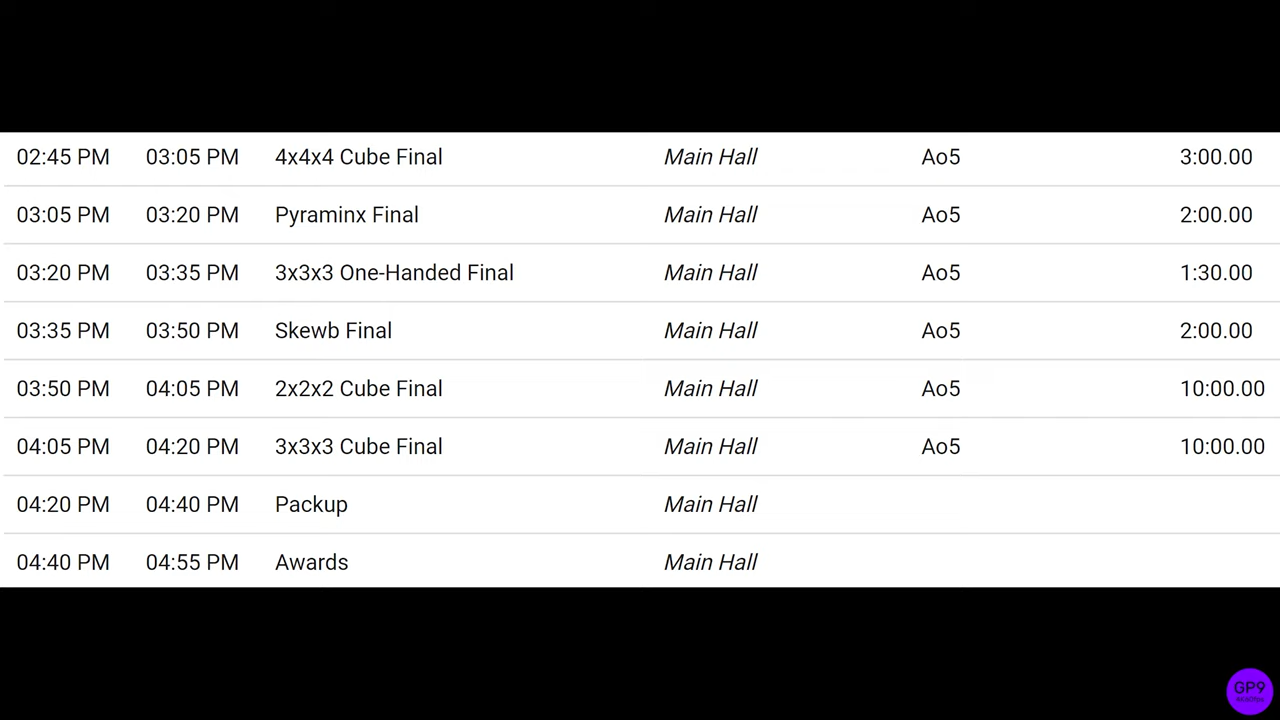 02:45 PM 03:05 PM 4x4x4 Cube Final Main Hall Ao5 3:00.00
03:05 PM 03:20 PM Pyraminx Final Main Hall Ao5 2:00.00
03:20 PM 03:35 PM 3x3x3 One-Handed Final Main Hall Ao5 1:30.00
03:35 PM 03:50 PM Skewb Final Main Hall Ao5 2:00.00
03:50 PM 04:05 PM 2x2x2 Cube Final Main Hall Ao5 10:00.00
04:05 PM 04:20 PM 3x3x3 Cube Final Main Hall Ao5 10:00.00
04:20 PM 04:40 PM Packup Main Hall
04:40 PM 04:55 PM Awards Main Hall
GP9